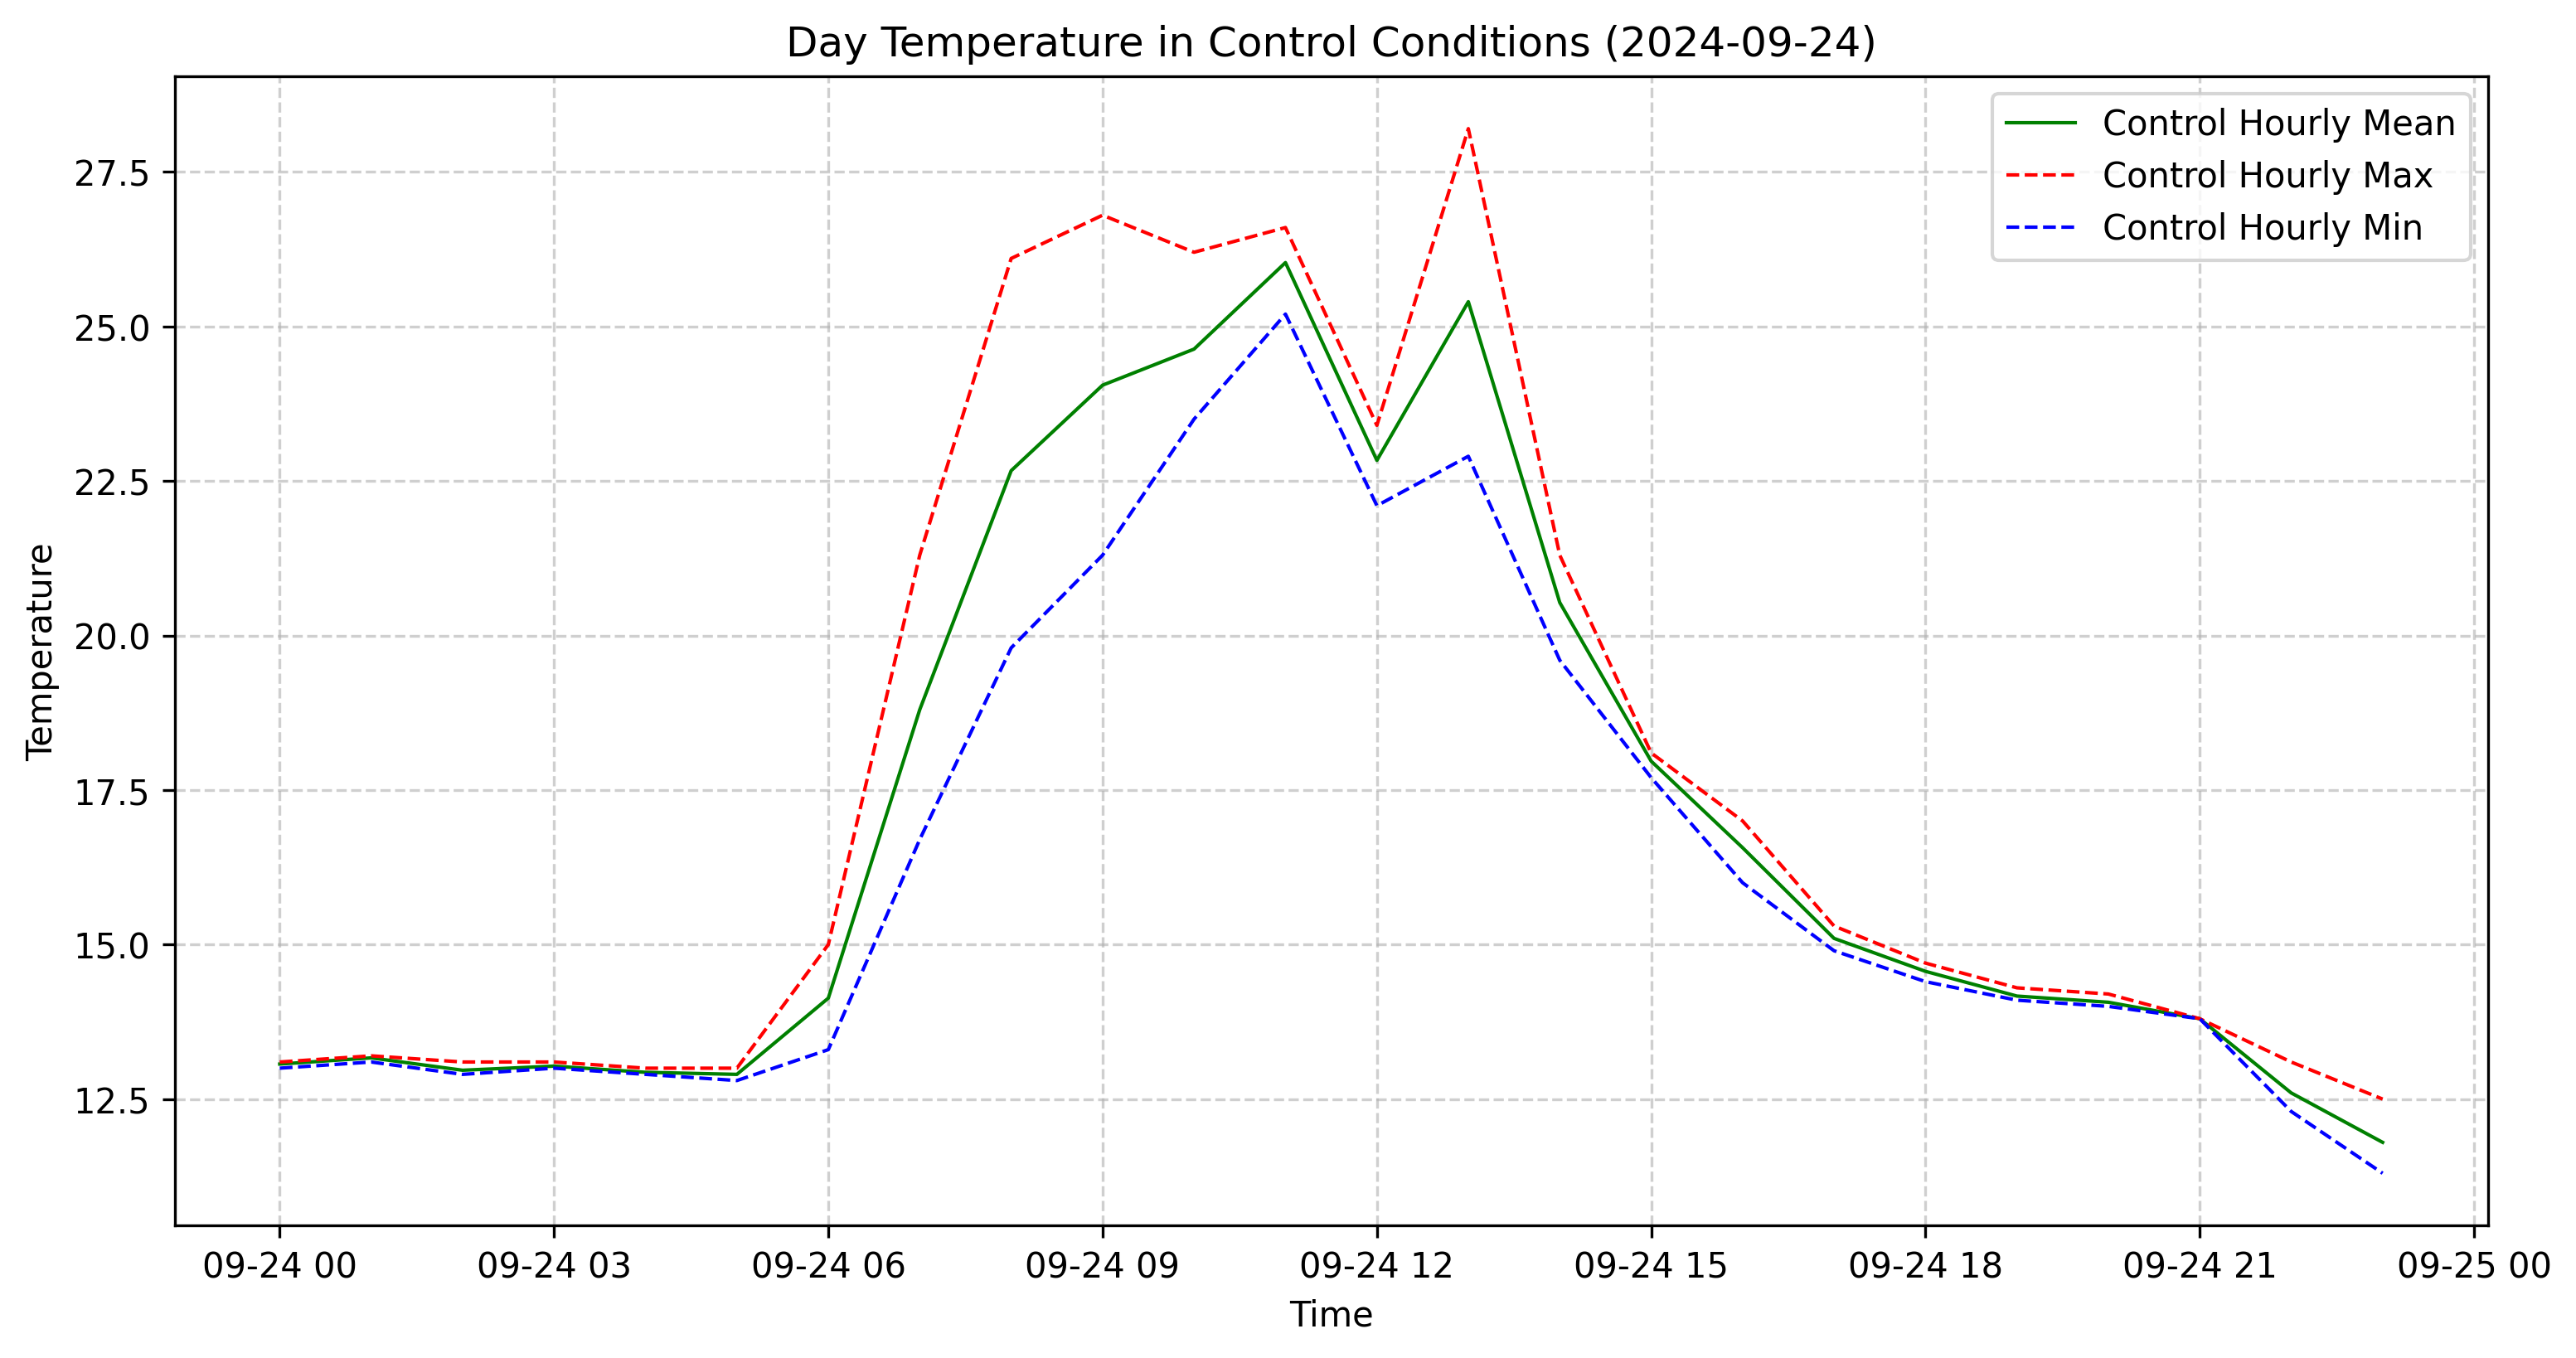 Day Temperature in Control Conditions (2024-09-24)
Control Hourly Mean
Control Hourly Max
Control Hourly Min
27.5
25.0
22.5
20.0
17.5
15.0
12.5
Temperature
09-24 00
09-24 03
09-24 06
09-24 09
09-24 12
09-24 15
09-24 18
09-24 21
09-25 00
Time